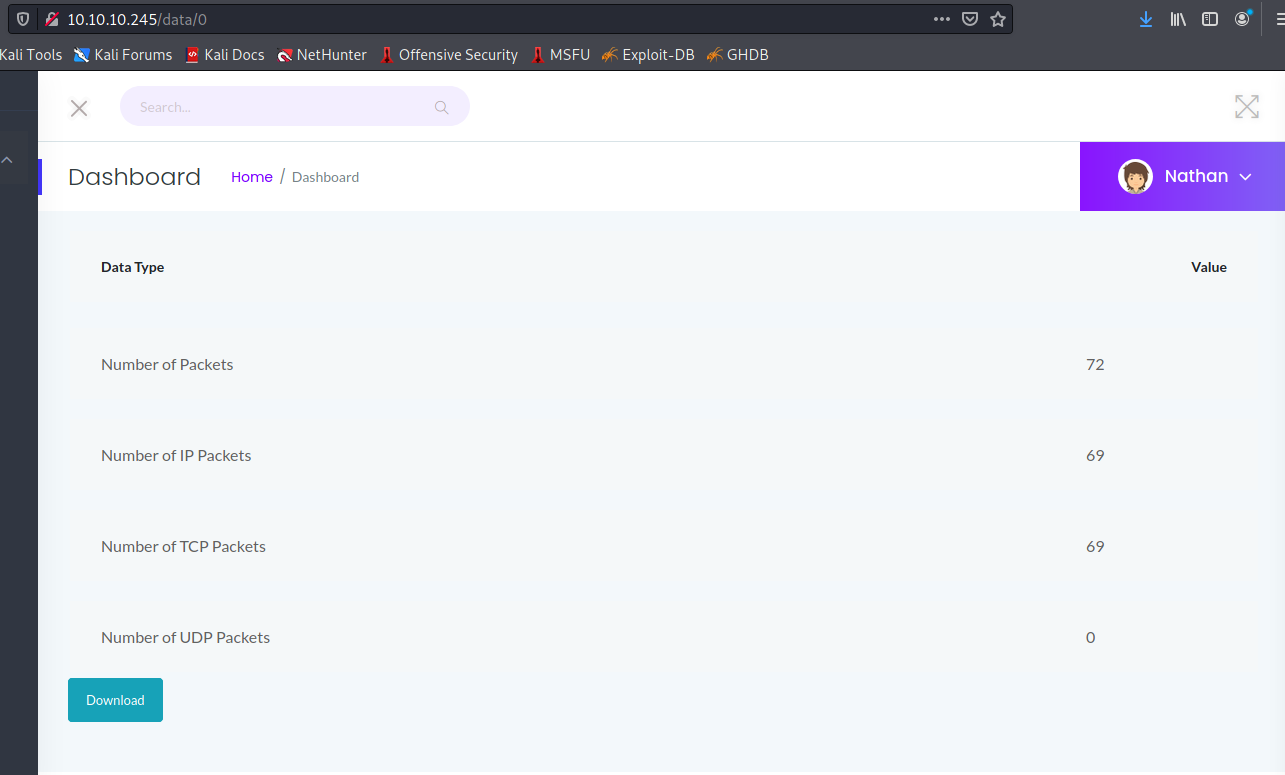 10.10.10.245/data/0
Kali Tools Kali Forums Kali Docs NetHunter Offensive Security MSFU Exploit-DB GHDB
Search...
Dashboard Home / Dashboard Nathan
Data Type Value
Number of Packets 72
Number of IP Packets 69
Number of TCP Packets 69
Number of UDP Packets 0
Download